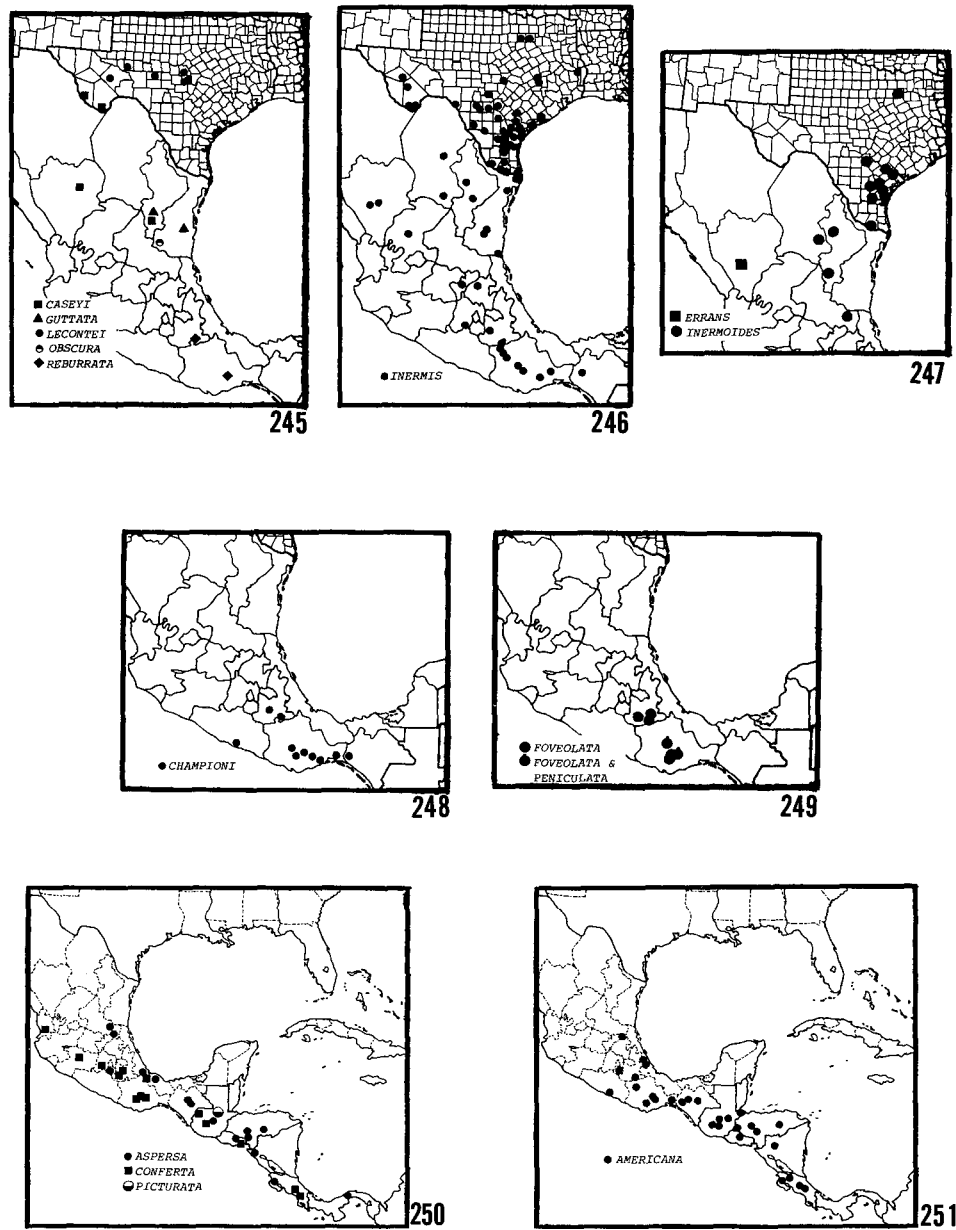 CASEYI
GUTTATA
LECONTEI
OBSCURA
REBURRATA
245
INERMIS
246
ERRANS
INERMOIDES
247
CHAMPIONI
248
FOVEOLATA
FOVEOLATA &
PENICULATA
249
ASPERSA
CONFERTA
PICTURATA
250
AMERICANA
251